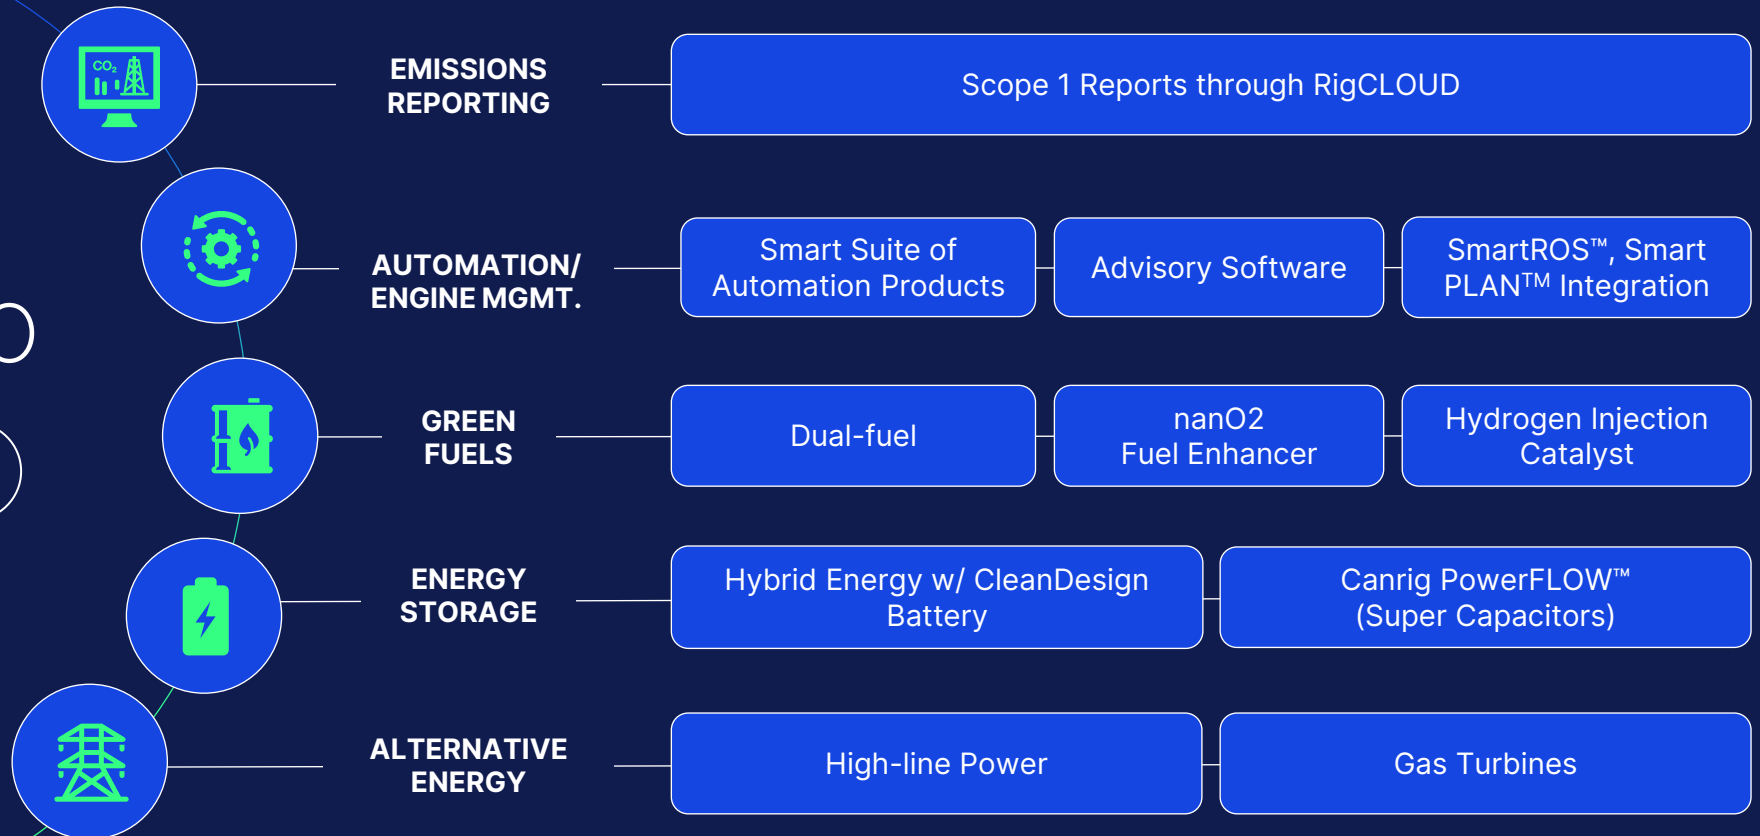 CO₂
EMISSIONS
REPORTING
Scope 1 Reports through RigCLOUD
AUTOMATION/
ENGINE MGMT.
Smart Suite of
Automation Products
Advisory Software
SmartROS™, Smart
PLAN™ Integration
GREEN
FUELS
Dual-fuel
nanO2
Fuel Enhancer
Hydrogen Injection
Catalyst
ENERGY
STORAGE
Hybrid Energy w/ CleanDesign
Battery
Canrig PowerFLOW™
(Super Capacitors)
ALTERNATIVE
ENERGY
High-line Power
Gas Turbines